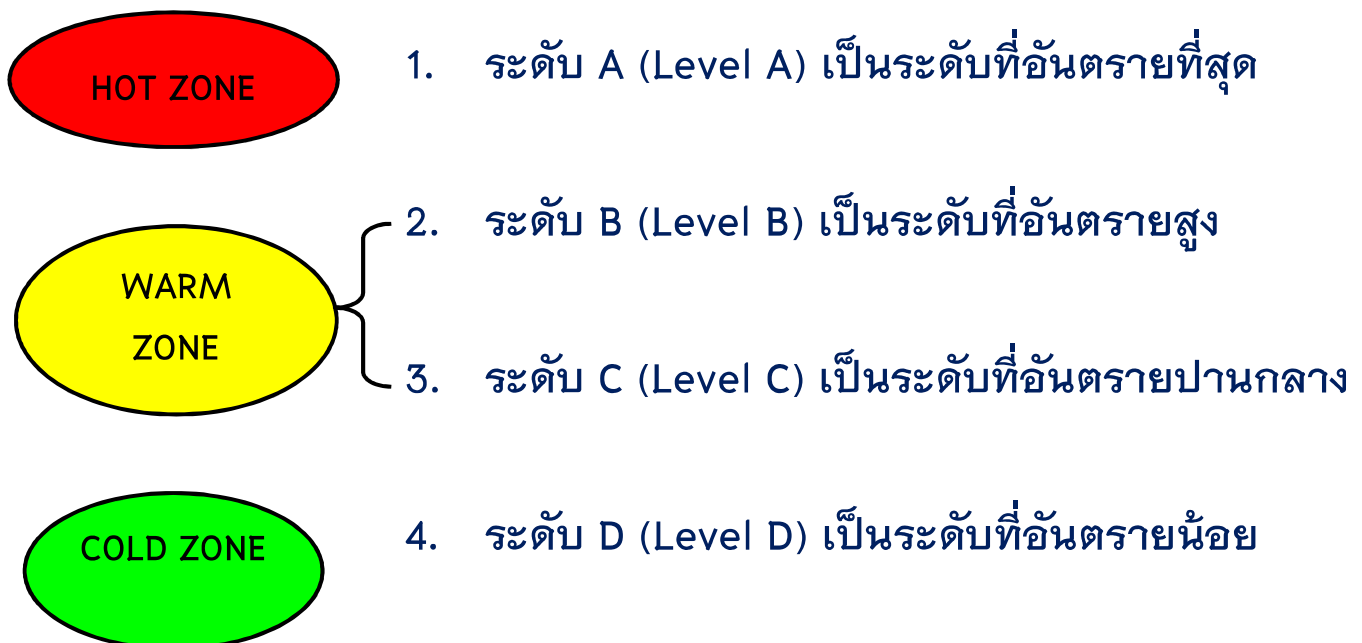 HOT ZONE
1. ระดับ A (Level A) เป็นระดับที่อันตรายที่สุด
2. ระดับ B (Level B) เป็นระดับที่อันตรายสูง
WARM
ZONE
3. ระดับ C (Level C) เป็นระดับที่อันตรายปานกลาง
COLD ZONE
4. ระดับ D (Level D) เป็นระดับที่อันตรายน้อย